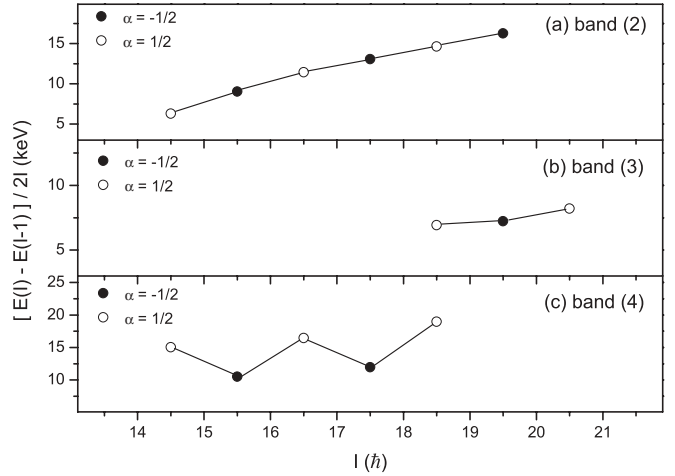 [ E(I) - E(I-1) ] / 2I (keV)
(a) band (2)
α = -1/2
α = 1/2
15
10
5
(b) band (3)
α = -1/2
α = 1/2
10
5
(c) band (4)
α = -1/2
α = 1/2
25
20
15
10
14 15 16 17 18 19 20 21
I (ℏ)